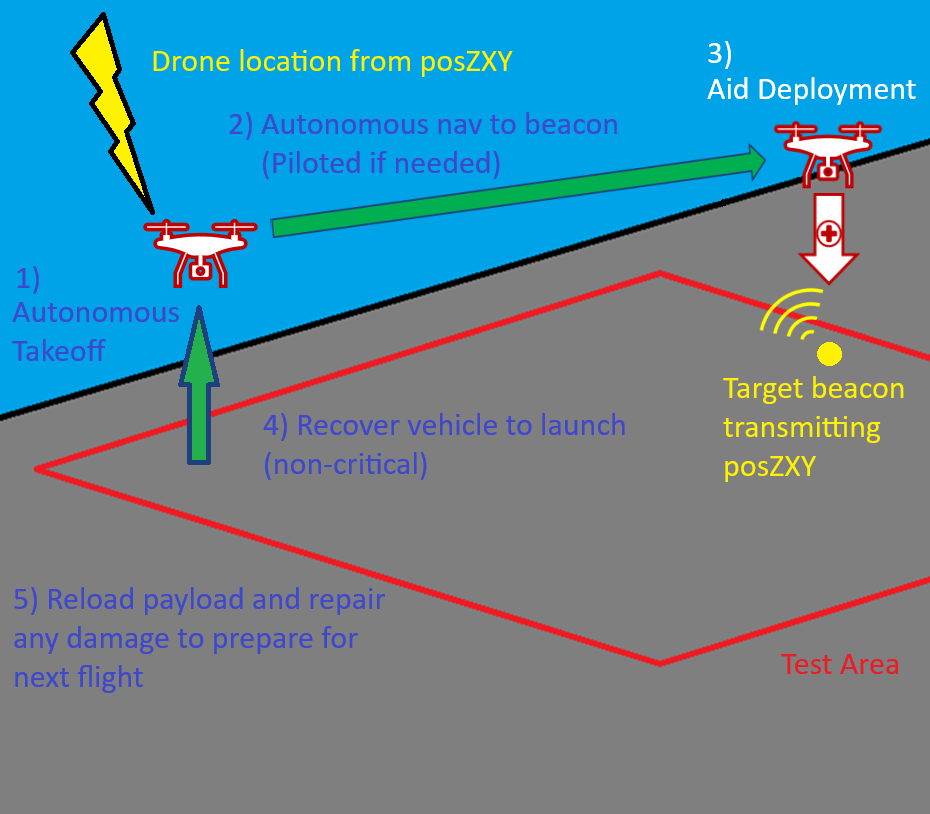 Drone location from posZXY
3)
Aid Deployment
2) Autonomous nav to beacon
(Piloted if needed)
1)
Autonomous
Takeoff
4) Recover vehicle to launch
(non-critical)
Target beacon
transmitting
posZXY
5) Reload payload and repair
any damage to prepare for
next flight
Test Area